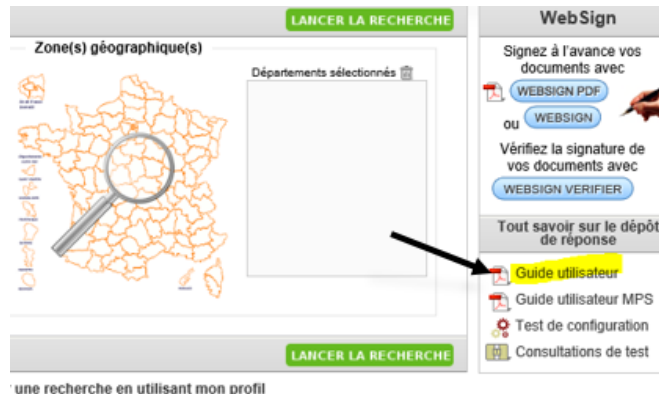 LANCER LA RECHERCHE
Zone(s) géographique(s)
Départements sélectionnés
LANCER LA RECHERCHE
une recherche en utilisant mon profil
WebSign
Signez à l'avance vos
documents avec
WEBSIGN PDF
ou WEBSIGN
Vérifiez la signature de
vos documents avec
WEBSIGN VERIFIER
Tout savoir sur le dépôt
de réponse
Guide utilisateur
Guide utilisateur MPS
Test de configuration
Consultations de test